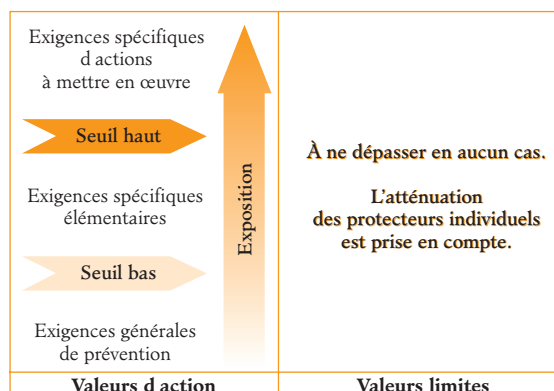 Exigences spécifiques
d actions
à mettre en œuvre
Seuil haut
Exigences spécifiques
élémentaires
Seuil bas
Exigences générales
de prévention
Exposition
À ne dépasser en aucun cas.
L’atténuation
des protecteurs individuels
est prise en compte.
Valeurs d action
Valeurs limites